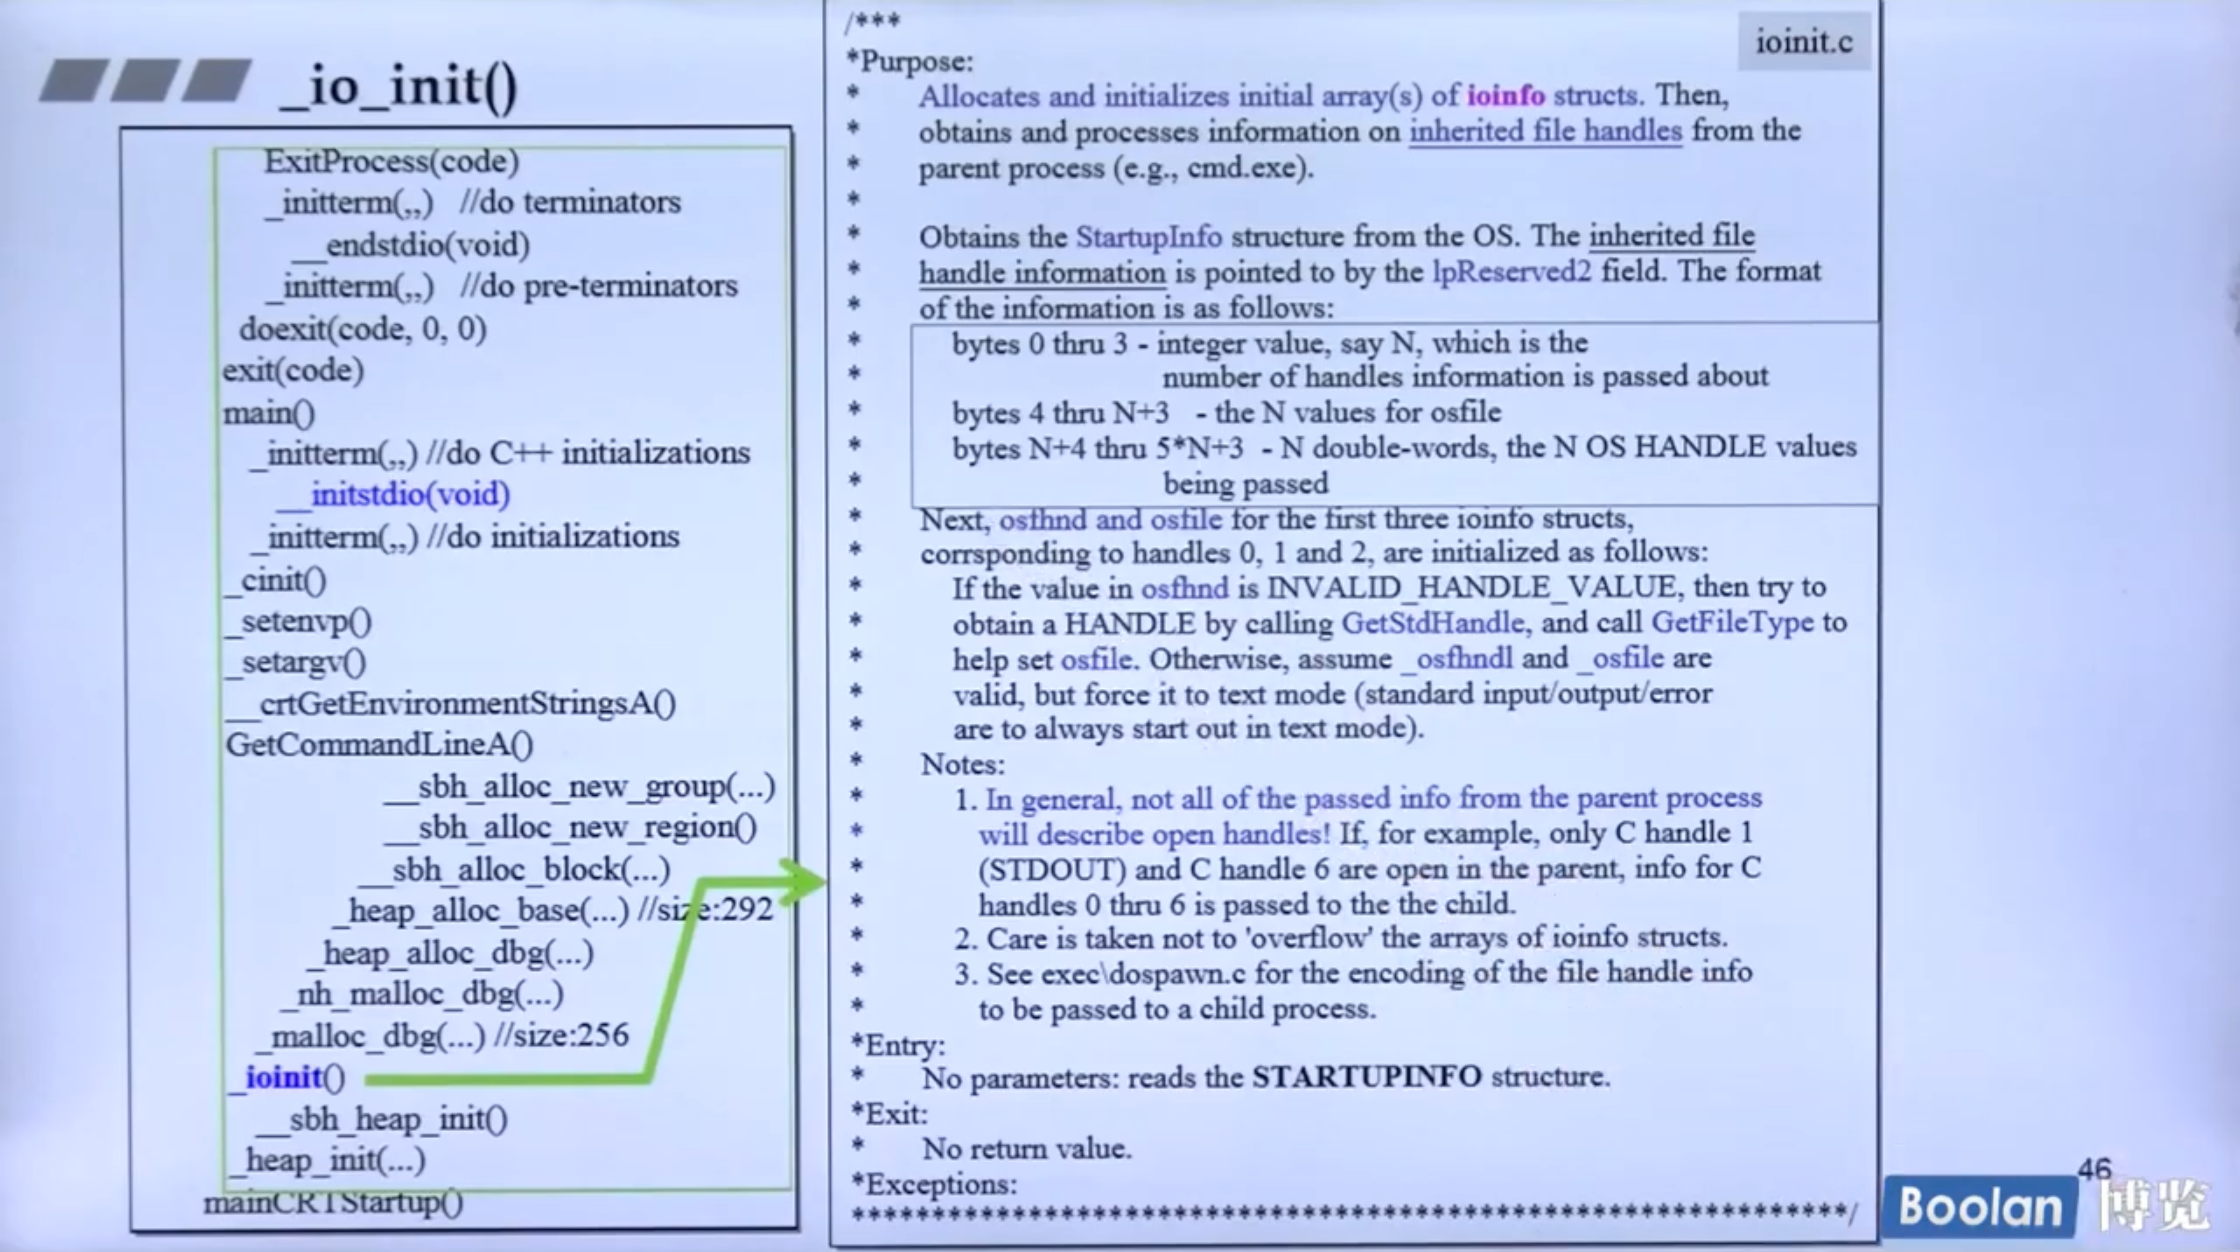 _io_init()
ExitProcess(code)
_initterm(,,) //do terminators
__endstdio(void)
_initterm(,,) //do pre-terminators
doexit(code, 0, 0)
exit(code)
main()
_initterm(,,) //do C++ initializations
__initstdio(void)
_initterm(,,) //do initializations
_cinit()
_setenvp()
_setargv()
__crtGetEnvironmentStringsA()
GetCommandLineA()
__sbh_alloc_new_group(...)
__sbh_alloc_new_region()
__sbh_alloc_block(...)
_heap_alloc_base(...) //size:292
_heap_alloc_dbg(...)
_nh_malloc_dbg(...)
_malloc_dbg(...) //size:256
_ioinit()
__sbh_heap_init()
_heap_init(...)
mainCRTStartup()
ioinit.c
/***
*Purpose:
* Allocates and initializes initial array(s) of ioinfo structs. Then,
* obtains and processes information on inherited file handles from the
* parent process (e.g., cmd.exe).
*
* Obtains the StartupInfo structure from the OS. The inherited file
* handle information is pointed to by the lpReserved2 field. The format
* of the information is as follows:
* bytes 0 thru 3 - integer value, say N, which is the
* number of handles information is passed about
* bytes 4 thru N+3 - the N values for osfile
* bytes N+4 thru 5*N+3 - N double-words, the N OS HANDLE values
* being passed
* Next, osfhnd and osfile for the first three ioinfo structs,
* corrsponding to handles 0, 1 and 2, are initialized as follows:
* If the value in osfhnd is INVALID_HANDLE_VALUE, then try to
* obtain a HANDLE by calling GetStdHandle, and call GetFileType to
* help set osfile. Otherwise, assume _osfhndl and _osfile are
* valid, but force it to text mode (standard input/output/error
* are to always start out in text mode).
* Notes:
* 1. In general, not all of the passed info from the parent process
* will describe open handles! If, for example, only C handle 1
* (STDOUT) and C handle 6 are open in the parent, info for C
* handles 0 thru 6 is passed to the the child.
* 2. Care is taken not to 'overflow' the arrays of ioinfo structs.
* 3. See exec\dospawn.c for the encoding of the file handle info
* to be passed to a child process.
*Entry:
* No parameters: reads the STARTUPINFO structure.
*Exit:
* No return value.
*Exceptions:
*******************************************************************************/
46
Boolan 博览